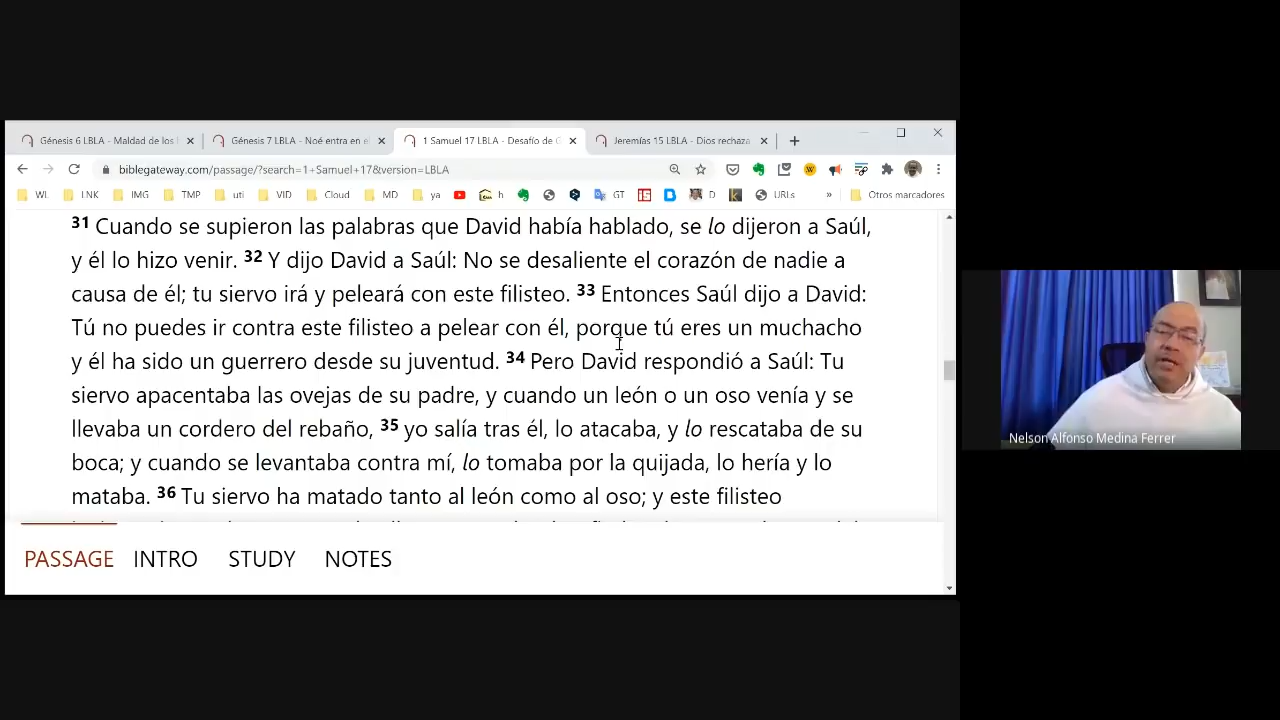 Génesis 6 LBLA - Maldad de los
Génesis 7 LBLA - Noé entra en el
1 Samuel 17 LBLA - Desafío de G
Jeremías 15 LBLA - Dios rechaza
biblegateway.com/passage/?search=1+Samuel+17&version=LBLA
WL LNK IMG TMP uti VID Cloud MD ya h GT D URLs » Otros marcadores
31 Cuando se supieron las palabras que David había hablado, se lo dijeron a Saúl,
y él lo hizo venir. 32 Y dijo David a Saúl: No se desaliente el corazón de nadie a
causa de él; tu siervo irá y peleará con este filisteo. 33 Entonces Saúl dijo a David:
Tú no puedes ir contra este filisteo a pelear con él, porque tú eres un muchacho
y él ha sido un guerrero desde su juventud. 34 Pero David respondió a Saúl: Tu
siervo apacentaba las ovejas de su padre, y cuando un león o un oso venía y se
llevaba un cordero del rebaño, 35 yo salía tras él, lo atacaba, y lo rescataba de su
boca; y cuando se levantaba contra mí, lo tomaba por la quijada, lo hería y lo
mataba. 36 Tu siervo ha matado tanto al león como al oso; y este filisteo
PASSAGE INTRO STUDY NOTES
Nelson Alfonso Medina Ferrer